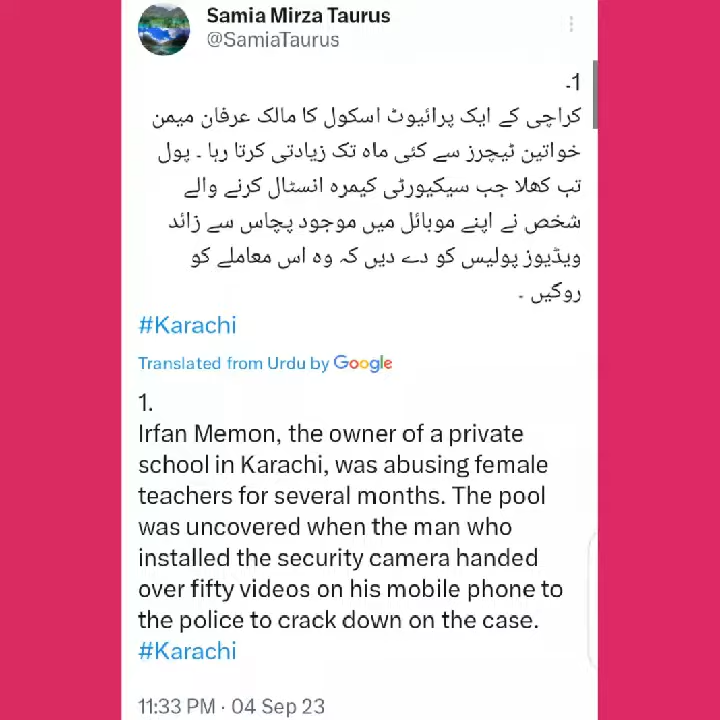 Samia Mirza Taurus
@SamiaTaurus
1-
کراچی کے ایک پرائیوٹ اسکول کا مالک عرفان میمن
خواتین ٹیچرز سے کئی ماہ تک زیادتی کرتا رہا ۔ پول
تب کھلا جب سیکیورٹی کیمرہ انسٹال کرنے والے
شخص نے اپنے موبائل میں موجود پچاس سے زائد
ویڈیوز پولیس کو دے دیں کہ وہ اس معاملے کو
روکیں ۔
#Karachi
Translated from Urdu by Google
1.
Irfan Memon, the owner of a private
school in Karachi, was abusing female
teachers for several months. The pool
was uncovered when the man who
installed the security camera handed
over fifty videos on his mobile phone to
the police to crack down on the case.
#Karachi
11:33 PM · 04 Sep 23